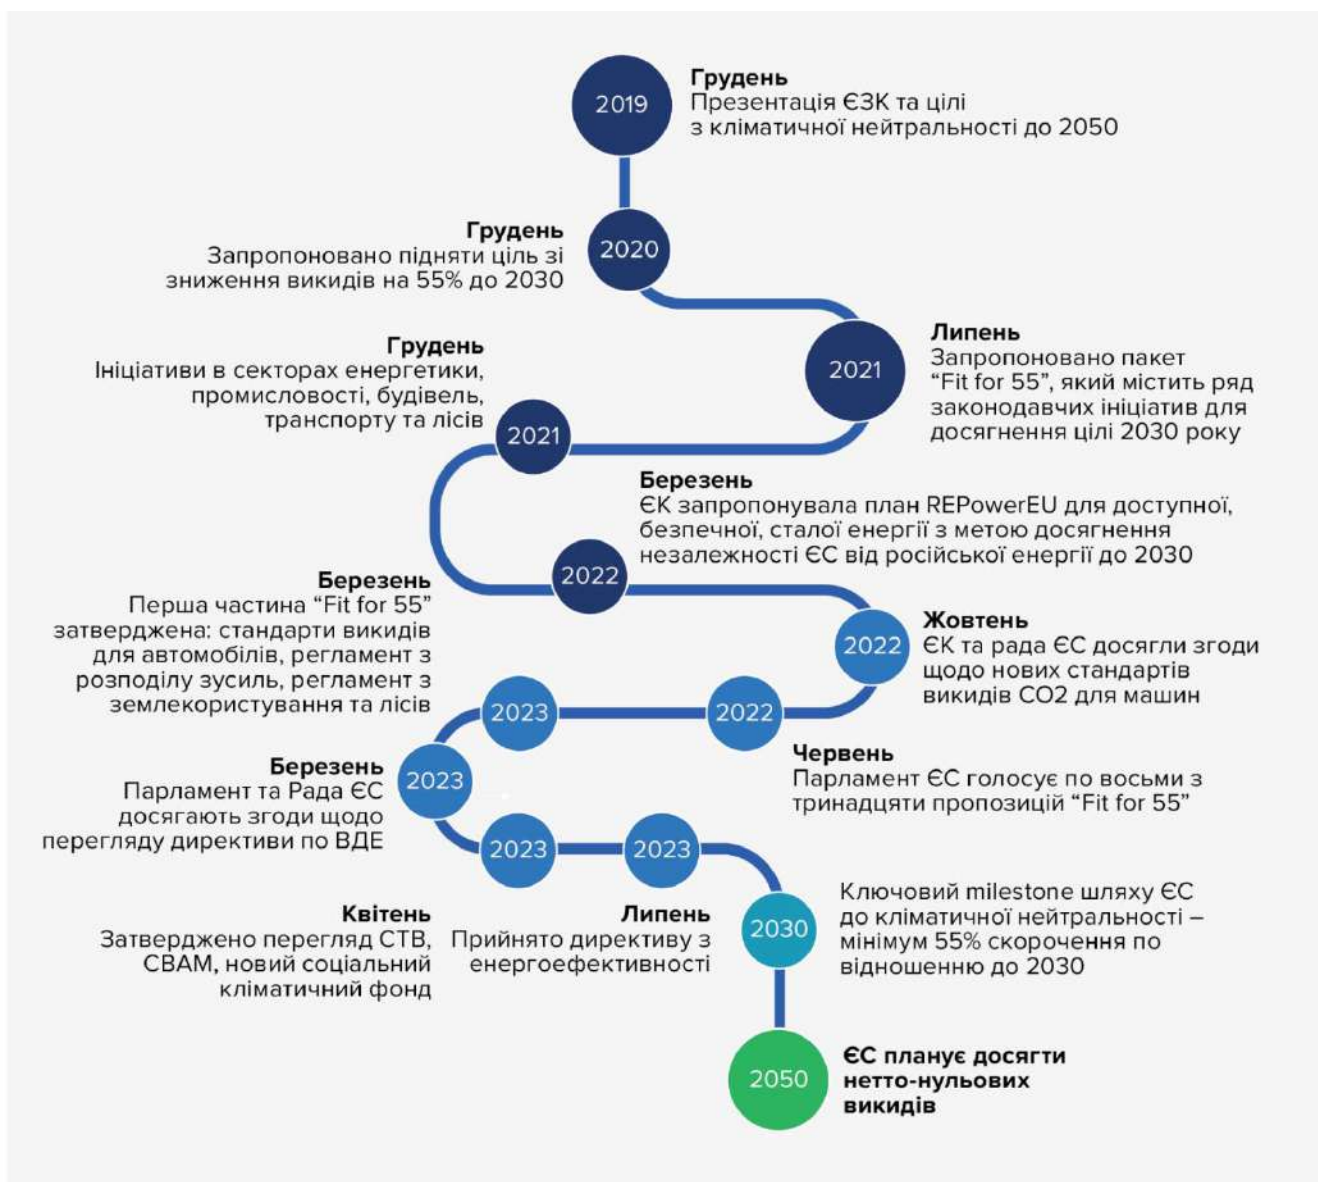 2019
Грудень
Презентація ЄЗК та цілі
з кліматичної нейтральності до 2050
Грудень
Запропоновано підняти ціль зі
зниження викидів на 55% до 2030
2020
Липень
Запропоновано пакет
“Fit for 55”, який містить ряд
законодавчих ініціатив для
досягнення цілі 2030 року
2021
Грудень
Ініціативи в секторах енергетики,
промисловості, будівель,
транспорту та лісів
2021
Березень
ЄК запропонувала план REPowerEU для доступної,
безпечної, сталої енергії з метою досягнення
незалежності ЄС від російської енергії до 2030
2022
Жовтень
ЄК та рада ЄС досягли згоди
щодо нових стандартів
викидів СО2 для машин
2022
2022
Червень
Парламент ЄС голосує по восьми з
тринадцяти пропозицій “Fit for 55”
Березень
Перша частина “Fit for 55”
затверджена: стандарти викидів
для автомобілів, регламент з
розподілу зусиль, регламент з
землекористування та лісів
2023
Березень
Парламент та Рада ЄС
досягають згоди щодо
перегляду директиви по ВДЕ
2023
2023
Квітень
Затверджено перегляд СТВ,
СВАМ, новий соціальний
кліматичний фонд
2023
Липень
Прийнято директиву з
енергоефективності
2030
Ключовий milestone шляху ЄС
до кліматичної нейтральності –
мінімум 55% скорочення по
відношенню до 2030
2050
ЄС планує досягти
нетто-нульових
викидів